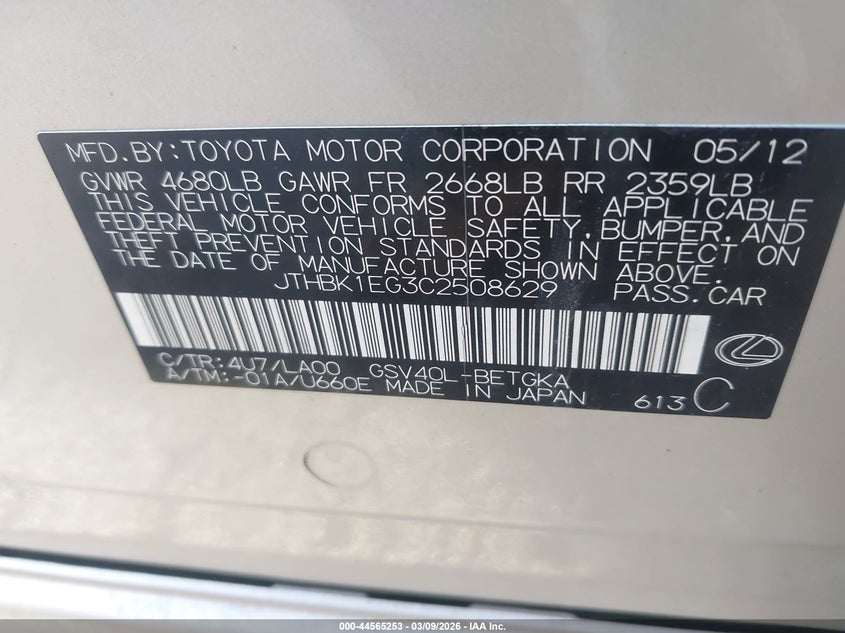 MFD.BY:TOYOTA MOTOR CORPORATION 05/12
GVWR 4680LB GAWR FR 2668LB RR 2359LB
THIS VEHICLE CONFORMS TO ALL APPLICABLE
FEDERAL MOTOR VEHICLE SAFETY,BUMPER,AND
THEFT PREVENTION STANDARDS IN EFFECT ON
THE DATE OF MANUFACTURE SHOWN ABOVE.
JTHBK1EG3C2508629 PASS.CAR
C/TR:4U7/LA00 GSV40L-BETGKA
A/TM:-01A/U660E MADE IN JAPAN 613 C
000-44565253 - 03/09/2026 - IAA Inc.